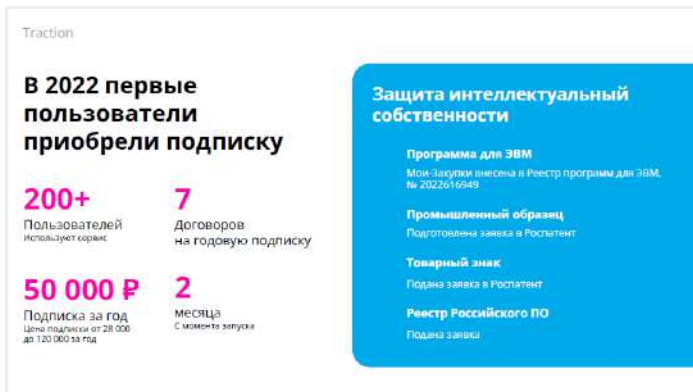 Traction
В 2022 первые
пользователи
приобрели подписку
200+
Пользователей
Используют сервис
7
Договоров
на годовую подписку
50 000 ₽
Подписка за год
Цена подписки от 28 000
до 120 000 за год
2
месяца
С момента запуска
Защита интеллектуальный
собственности
Программа для ЭВМ
Мои-Закупки внесена в Реестр программ для ЭВМ,
№ 2022616949
Промышленный образец
Подготовлена заявка в Роспатент
Товарный знак
Подана заявка в Роспатент
Реестр Российского ПО
Подана заявка